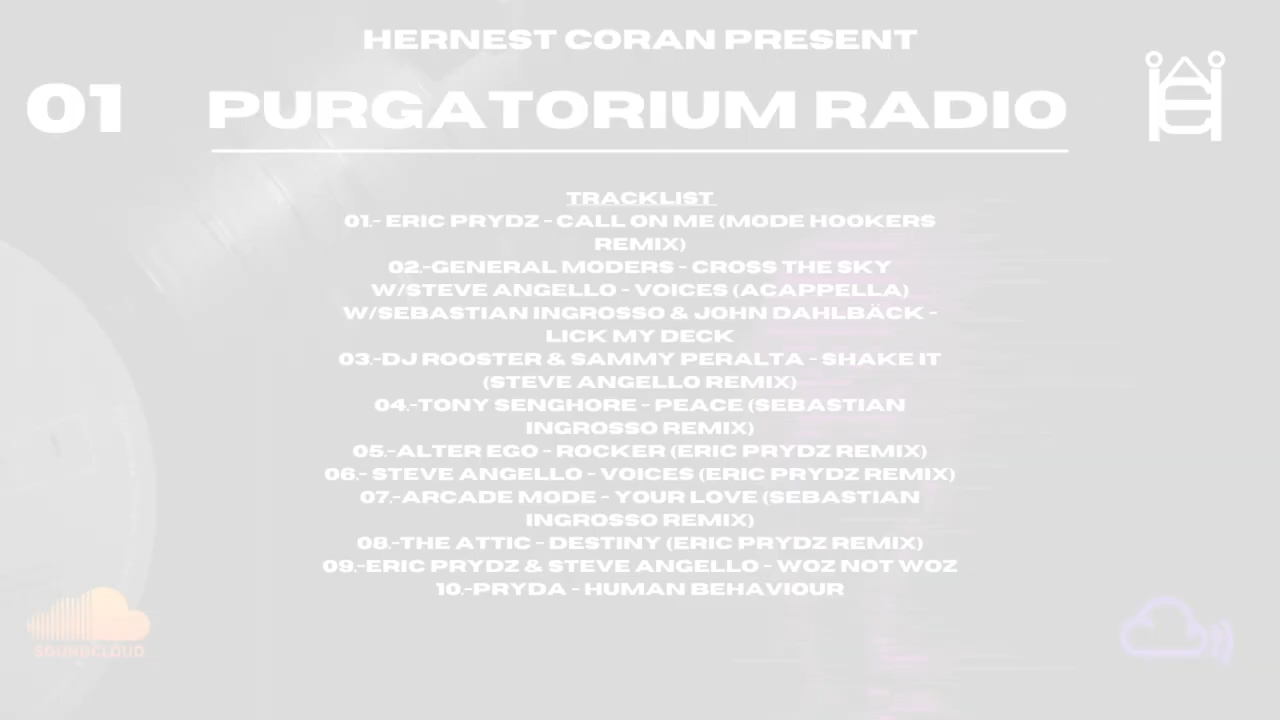 HERNEST CORAN PRESENT
01 PURGATORIUM RADIO
TRACKLIST
01.- ERIC PRYDZ - CALL ON ME (MODE HOOKERS
REMIX)
02.-GENERAL MODERS - CROSS THE SKY
W/STEVE ANGELLO - VOICES (ACAPPELLA)
W/SEBASTIAN INGROSSO & JOHN DAHLBÄCK -
LICK MY DECK
03.-DJ ROOSTER & SAMMY PERALTA - SHAKE IT
(STEVE ANGELLO REMIX)
04.-TONY SENGHORE - PEACE (SEBASTIAN
INGROSSO REMIX)
05.-ALTER EGO - ROCKER (ERIC PRYDZ REMIX)
06.- STEVE ANGELLO - VOICES (ERIC PRYDZ REMIX)
07.-ARCADE MODE - YOUR LOVE (SEBASTIAN
INGROSSO REMIX)
08.-THE ATTIC - DESTINY (ERIC PRYDZ REMIX)
09.-ERIC PRYDZ & STEVE ANGELLO - WOZ NOT WOZ
10.-PRYDA - HUMAN BEHAVIOUR
SOUNDCLOUD